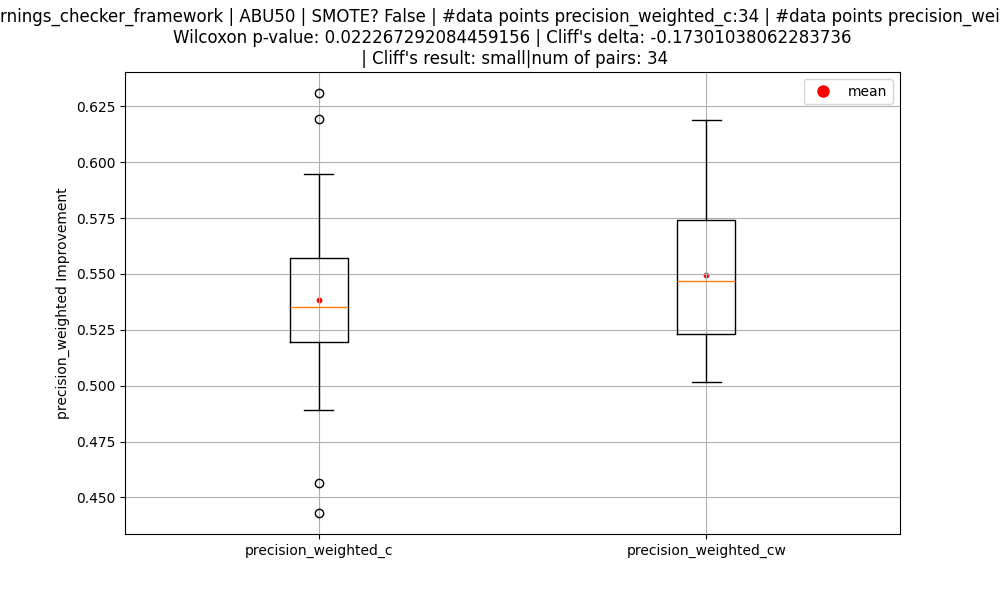 rnings_checker_framework | ABU50 | SMOTE? False | #data points precision_weighted_c:34 | #data points precision_wei
Wilcoxon p-value: 0.022267292084459156 | Cliff's delta: -0.17301038062283736
| Cliff's result: small|num of pairs: 34
mean
0.625
0.600
0.575
0.550
0.525
0.500
0.475
0.450
precision_weighted Improvement
precision_weighted_c
precision_weighted_cw